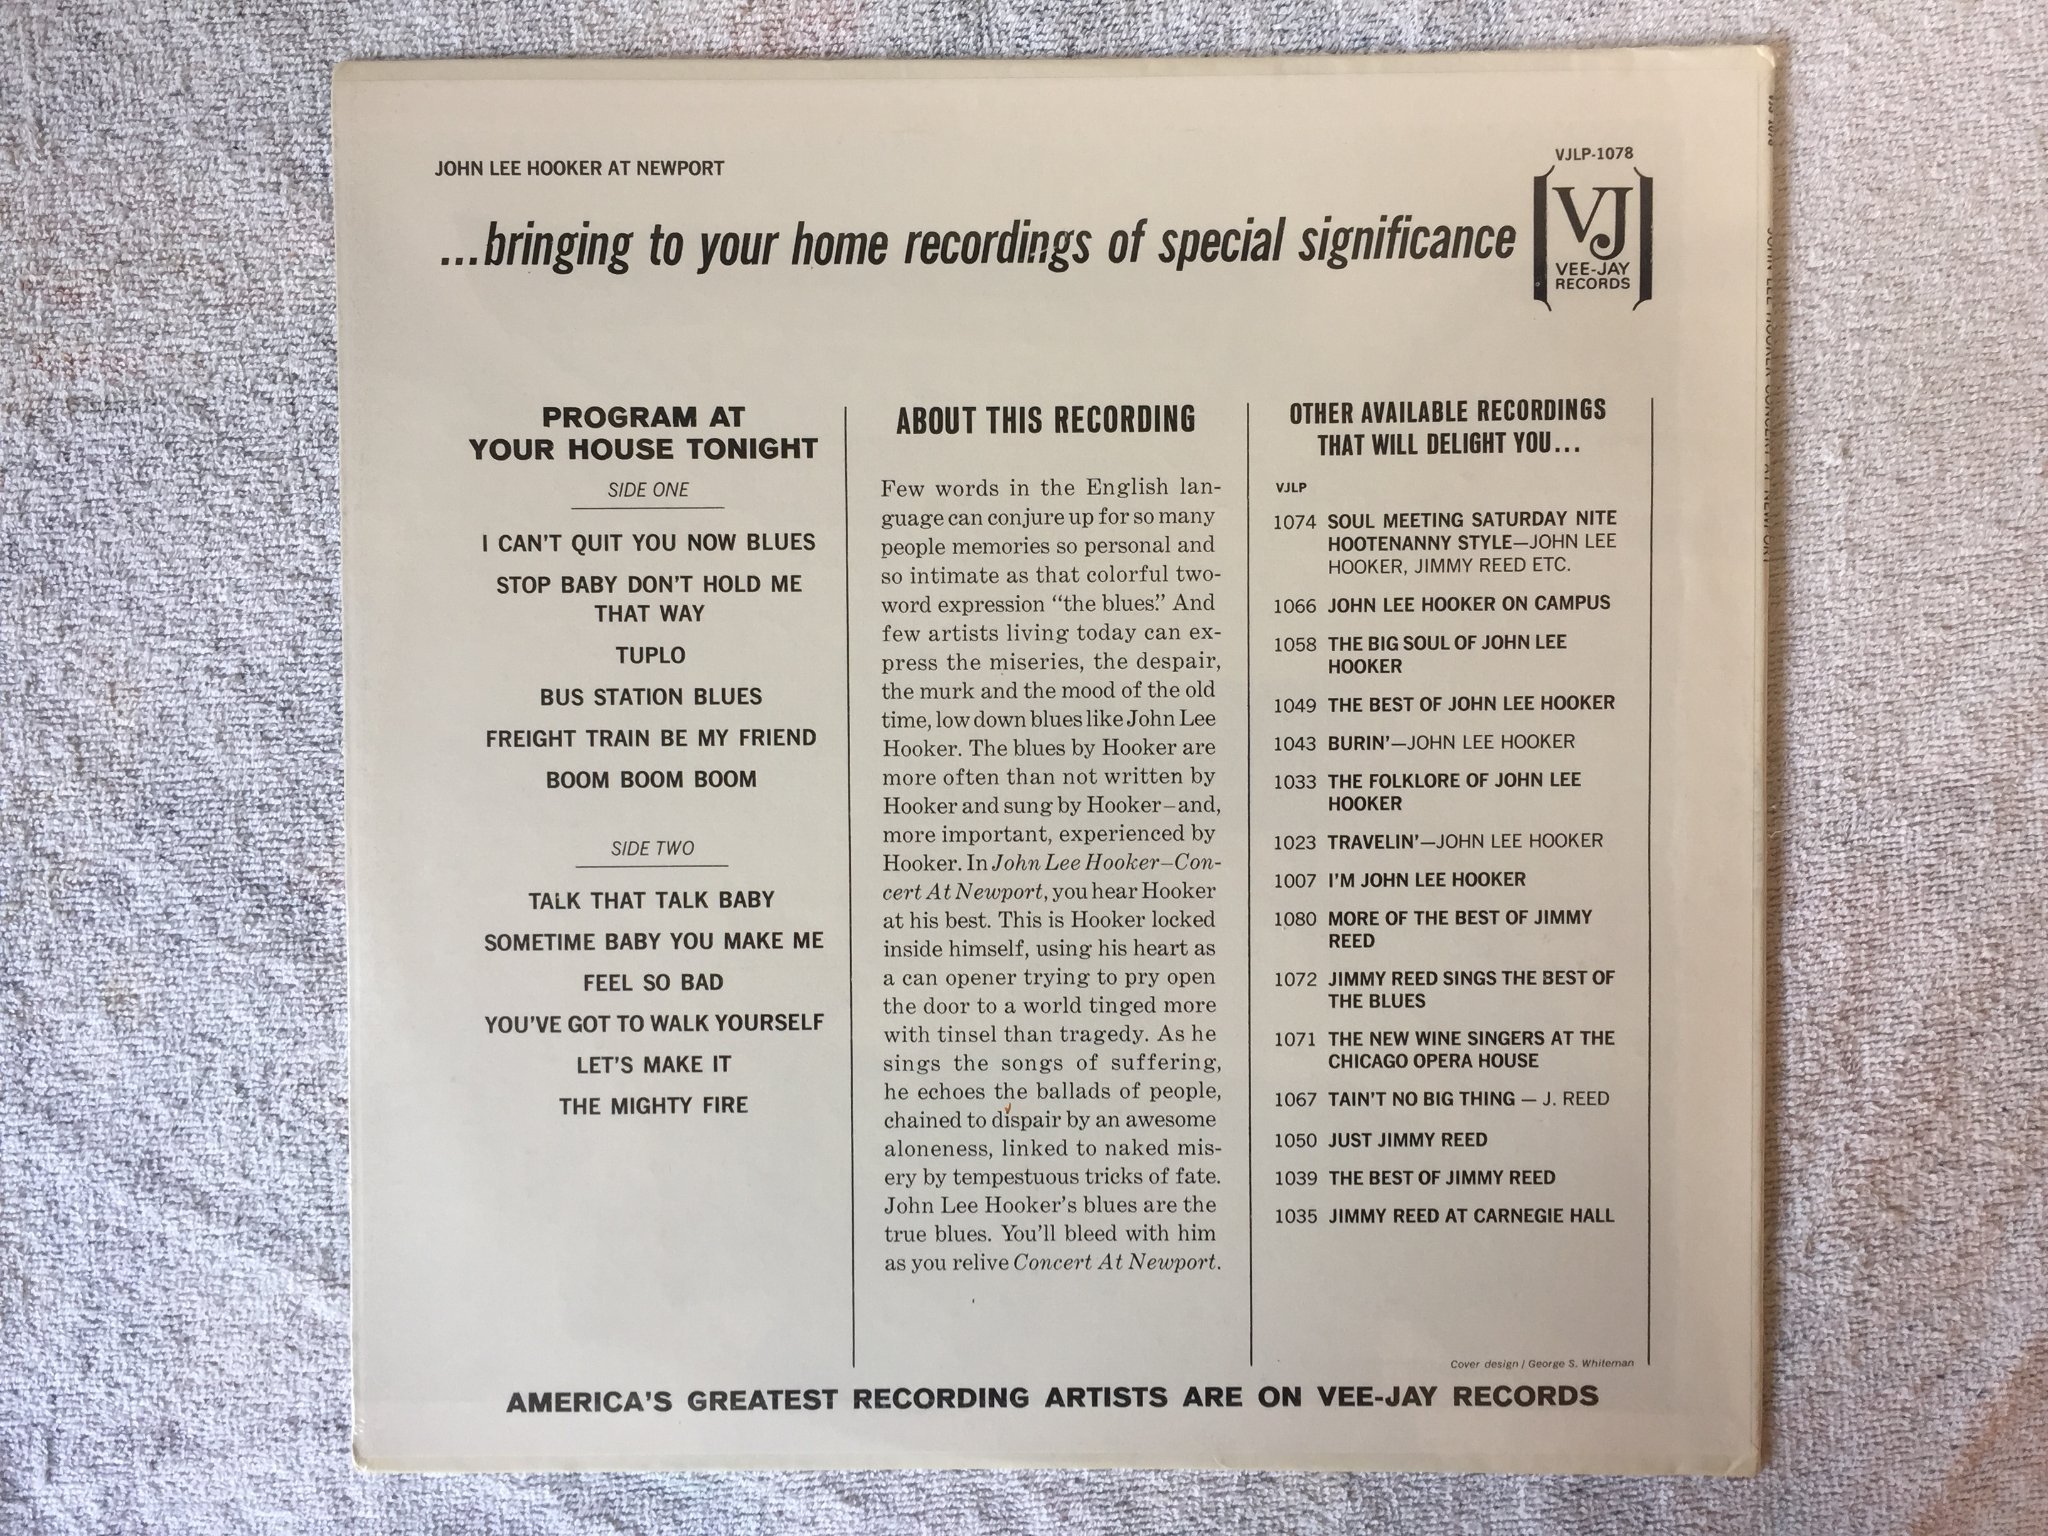 JOHN LEE HOOKER AT NEWPORT
VJLP-1078
...bringing to your home recordings of special significance
VJ
VEE-JAY
RECORDS
PROGRAM AT
YOUR HOUSE TONIGHT
SIDE ONE
I CAN'T QUIT YOU NOW BLUES
STOP BABY DON'T HOLD ME
THAT WAY
TUPLO
BUS STATION BLUES
FREIGHT TRAIN BE MY FRIEND
BOOM BOOM BOOM
SIDE TWO
TALK THAT TALK BABY
SOMETIME BABY YOU MAKE ME
FEEL SO BAD
YOU'VE GOT TO WALK YOURSELF
LET'S MAKE IT
THE MIGHTY FIRE
ABOUT THIS RECORDING
Few words in the English lan-
guage can conjure up for so many
people memories so personal and
so intimate as that colorful two-
word expression "the blues." And
few artists living today can ex-
press the miseries, the despair,
the murk and the mood of the old
time, low down blues like John Lee
Hooker. The blues by Hooker are
more often than not written by
Hooker and sung by Hooker—and,
more important, experienced by
Hooker. In John Lee Hooker—Con-
cert At Newport, you hear Hooker
at his best. This is Hooker locked
inside himself, using his heart as
a can opener trying to pry open
the door to a world tinged more
with tinsel than tragedy. As he
sings the songs of suffering,
he echoes the ballads of people,
chained to dispair by an awesome
aloneness, linked to naked mis-
ery by tempestuous tricks of fate.
John Lee Hooker's blues are the
true blues. You'll bleed with him
as you relive Concert At Newport.
OTHER AVAILABLE RECORDINGS
THAT WILL DELIGHT YOU...
VJLP
1074 SOUL MEETING SATURDAY NITE
HOOTENANNY STYLE—JOHN LEE
HOOKER, JIMMY REED ETC.
1066 JOHN LEE HOOKER ON CAMPUS
1058 THE BIG SOUL OF JOHN LEE
HOOKER
1049 THE BEST OF JOHN LEE HOOKER
1043 BURIN'—JOHN LEE HOOKER
1033 THE FOLKLORE OF JOHN LEE
HOOKER
1023 TRAVELIN'—JOHN LEE HOOKER
1007 I'M JOHN LEE HOOKER
1080 MORE OF THE BEST OF JIMMY
REED
1072 JIMMY REED SINGS THE BEST OF
THE BLUES
1071 THE NEW WINE SINGERS AT THE
CHICAGO OPERA HOUSE
1067 TAIN'T NO BIG THING — J. REED
1050 JUST JIMMY REED
1039 THE BEST OF JIMMY REED
1035 JIMMY REED AT CARNEGIE HALL
Cover design / George S. Whiteman
AMERICA'S GREATEST RECORDING ARTISTS ARE ON VEE-JAY RECORDS
JOHN LEE HOOKER CONCERT AT NEWPORT